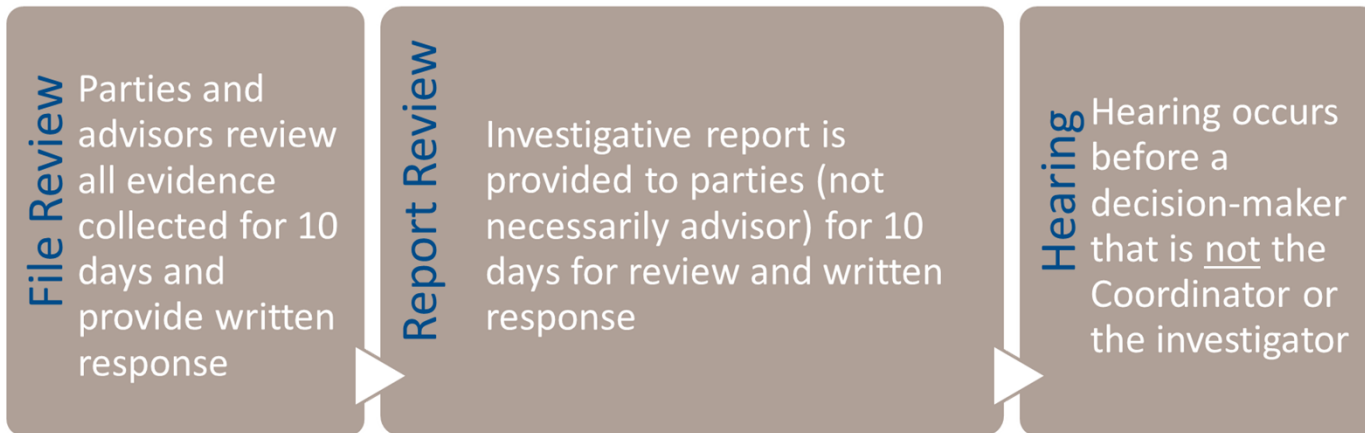 File Review
Parties and
advisors review
all evidence
collected for 10
days and
provide written
response
Report Review
Investigative report is
provided to parties (not
necessarily advisor) for 10
days for review and written
response
Hearing
Hearing occurs
before a
decision-maker
that is not the
Coordinator or
the investigator